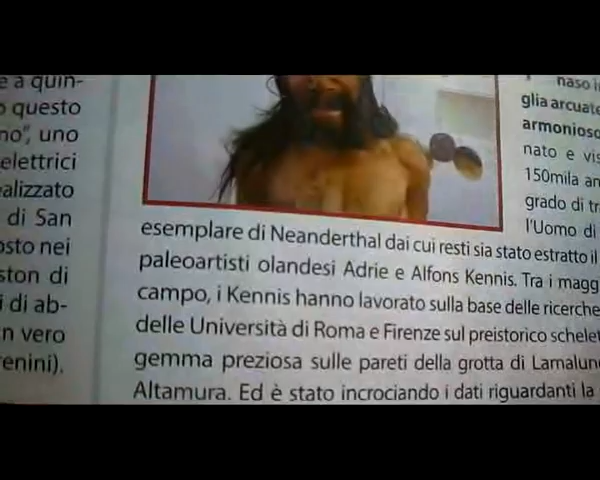 e a quin-
o questo
no", uno
elettrici
ealizzato
di San
osto nei
ston di
i di ab-
n vero
enini).
esemplare di Neanderthal dai cui resti sia stato estratto il
paleoartisti olandesi Adrie e Alfons Kennis. Tra i magg
campo, i Kennis hanno lavorato sulla base delle ricerche
delle Università di Roma e Firenze sul preistorico schelet
gemma preziosa sulle pareti della grotta di Lamalun
Altamura. Ed è stato incrociando i dati riguardanti la
naso i
glia arcuate
armonioso
nato e vis
150mila an
grado di tr
l'Uomo di